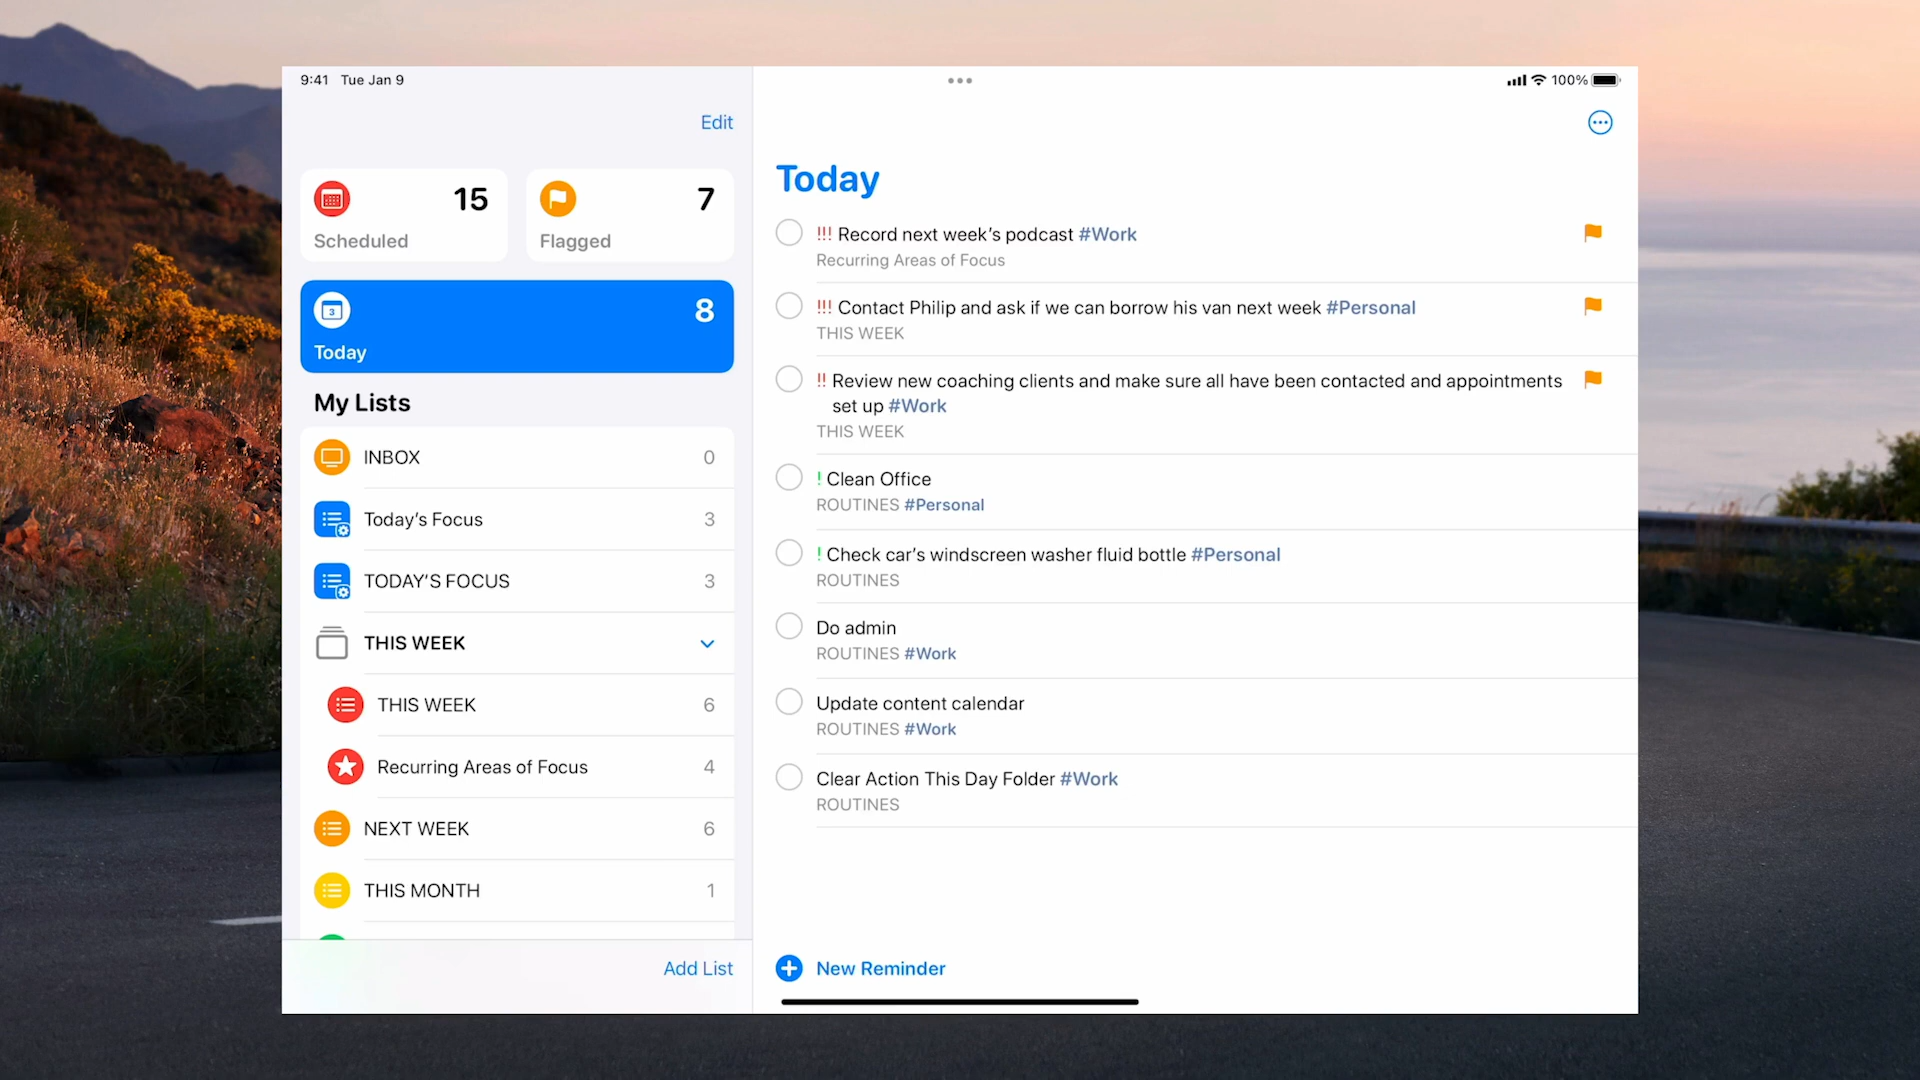 9:41 Tue Jan 9
100%
Edit
15
Scheduled
7
Flagged
3
8
Today
My Lists
INBOX 0
Today’s Focus 3
TODAY’S FOCUS 3
THIS WEEK
THIS WEEK 6
Recurring Areas of Focus 4
NEXT WEEK 6
THIS MONTH 1
Add List
Today
!!! Record next week’s podcast #Work
Recurring Areas of Focus
!!! Contact Philip and ask if we can borrow his van next week #Personal
THIS WEEK
!! Review new coaching clients and make sure all have been contacted and appointments
set up #Work
THIS WEEK
! Clean Office
ROUTINES #Personal
! Check car’s windscreen washer fluid bottle #Personal
ROUTINES
Do admin
ROUTINES #Work
Update content calendar
ROUTINES #Work
Clear Action This Day Folder #Work
ROUTINES
New Reminder